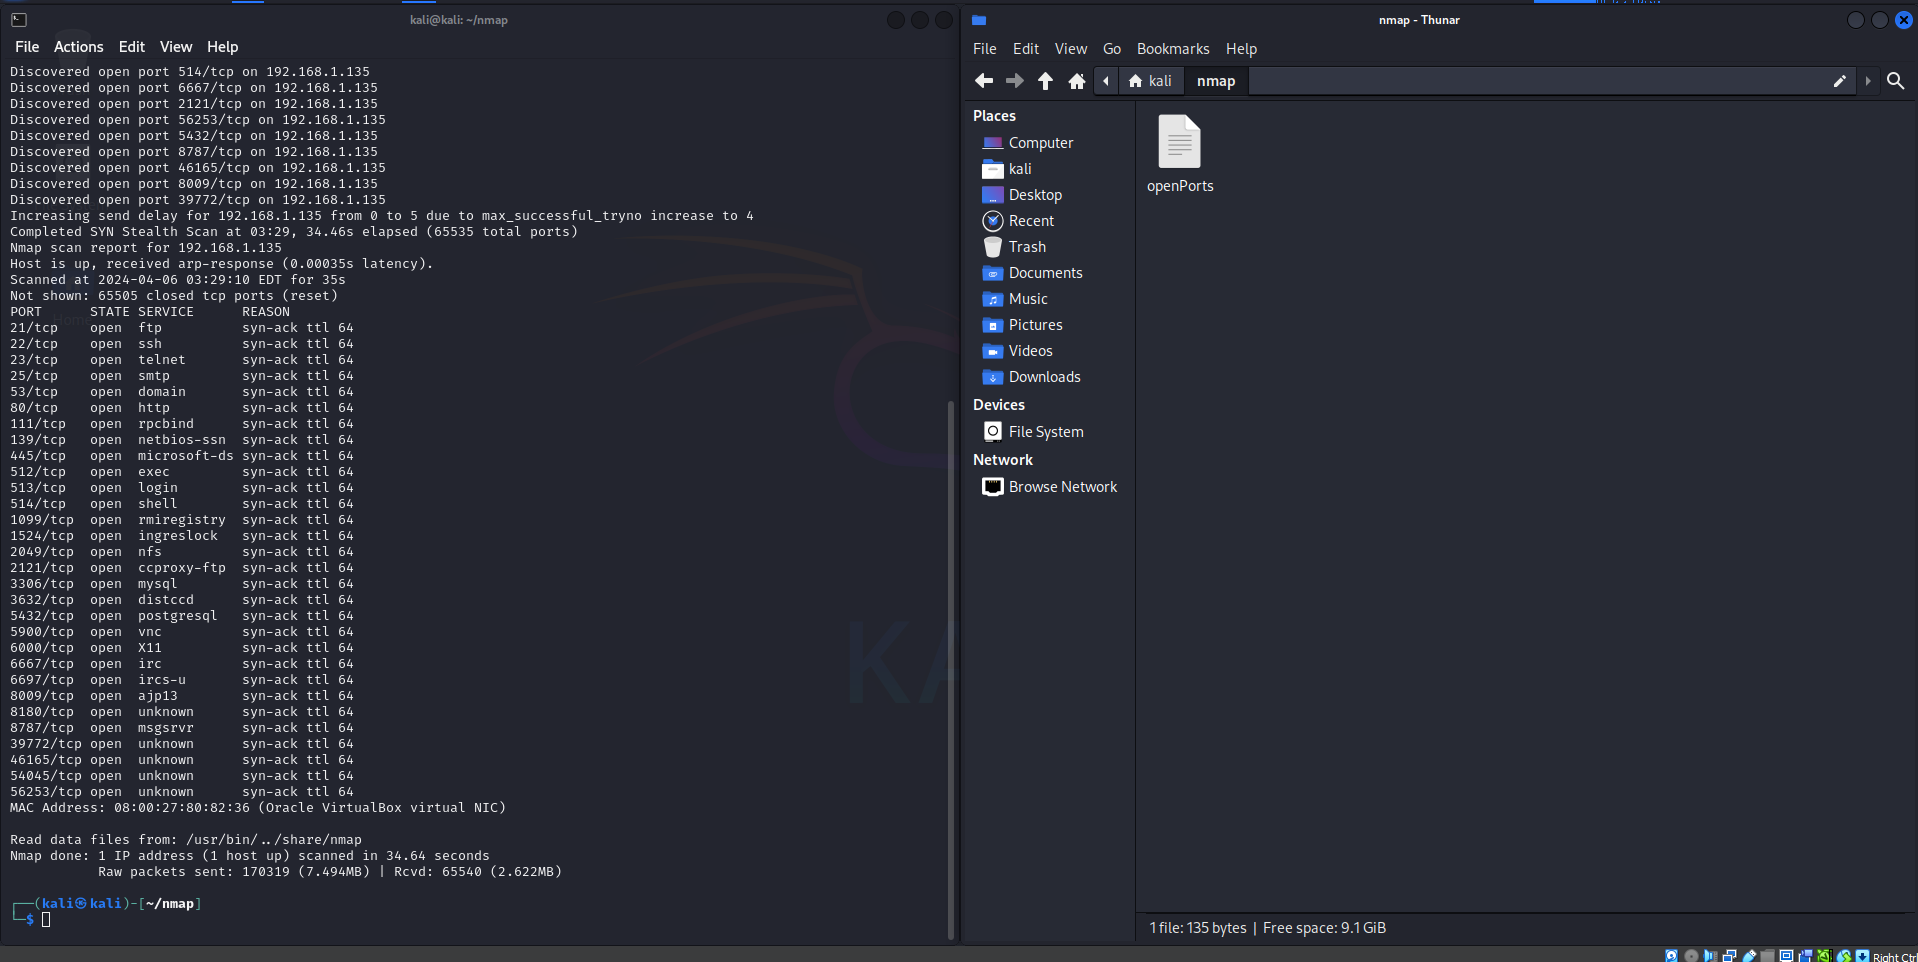 kali@kali: ~/nmap
File Actions Edit View Help
Discovered open port 514/tcp on 192.168.1.135
Discovered open port 6667/tcp on 192.168.1.135
Discovered open port 2121/tcp on 192.168.1.135
Discovered open port 56253/tcp on 192.168.1.135
Discovered open port 5432/tcp on 192.168.1.135
Discovered open port 8787/tcp on 192.168.1.135
Discovered open port 46165/tcp on 192.168.1.135
Discovered open port 8009/tcp on 192.168.1.135
Discovered open port 39772/tcp on 192.168.1.135
Increasing send delay for 192.168.1.135 from 0 to 5 due to max_successful_tryno increase to 4
Completed SYN Stealth Scan at 03:29, 34.46s elapsed (65535 total ports)
Nmap scan report for 192.168.1.135
Host is up, received arp-response (0.00035s latency).
Scanned at 2024-04-06 03:29:10 EDT for 35s
Not shown: 65505 closed tcp ports (reset)
PORT STATE SERVICE REASON
21/tcp open ftp syn-ack ttl 64
22/tcp open ssh syn-ack ttl 64
23/tcp open telnet syn-ack ttl 64
25/tcp open smtp syn-ack ttl 64
53/tcp open domain syn-ack ttl 64
80/tcp open http syn-ack ttl 64
111/tcp open rpcbind syn-ack ttl 64
139/tcp open netbios-ssn syn-ack ttl 64
445/tcp open microsoft-ds syn-ack ttl 64
512/tcp open exec syn-ack ttl 64
513/tcp open login syn-ack ttl 64
514/tcp open shell syn-ack ttl 64
1099/tcp open rmiregistry syn-ack ttl 64
1524/tcp open ingreslock syn-ack ttl 64
2049/tcp open nfs syn-ack ttl 64
2121/tcp open ccproxy-ftp syn-ack ttl 64
3306/tcp open mysql syn-ack ttl 64
3632/tcp open distccd syn-ack ttl 64
5432/tcp open postgresql syn-ack ttl 64
5900/tcp open vnc syn-ack ttl 64
6000/tcp open X11 syn-ack ttl 64
6667/tcp open irc syn-ack ttl 64
6697/tcp open ircs-u syn-ack ttl 64
8009/tcp open ajp13 syn-ack ttl 64
8180/tcp open unknown syn-ack ttl 64
8787/tcp open msgsrvr syn-ack ttl 64
39772/tcp open unknown syn-ack ttl 64
46165/tcp open unknown syn-ack ttl 64
54045/tcp open unknown syn-ack ttl 64
56253/tcp open unknown syn-ack ttl 64
MAC Address: 08:00:27:80:82:36 (Oracle VirtualBox virtual NIC)
Read data files from: /usr/bin/../share/nmap
Nmap done: 1 IP address (1 host up) scanned in 34.64 seconds
Raw packets sent: 170319 (7.494MB) | Rcvd: 65540 (2.622MB)
(kali㉿kali)-[~/nmap]
$
KA
nmap - Thunar
File Edit View Go Bookmarks Help
kali nmap
Places
Computer
kali
Desktop
Recent
Trash
Documents
Music
Pictures
Videos
Downloads
Devices
File System
Network
Browse Network
openPorts
1 file: 135 bytes | Free space: 9.1 GiB
Right Ctrl